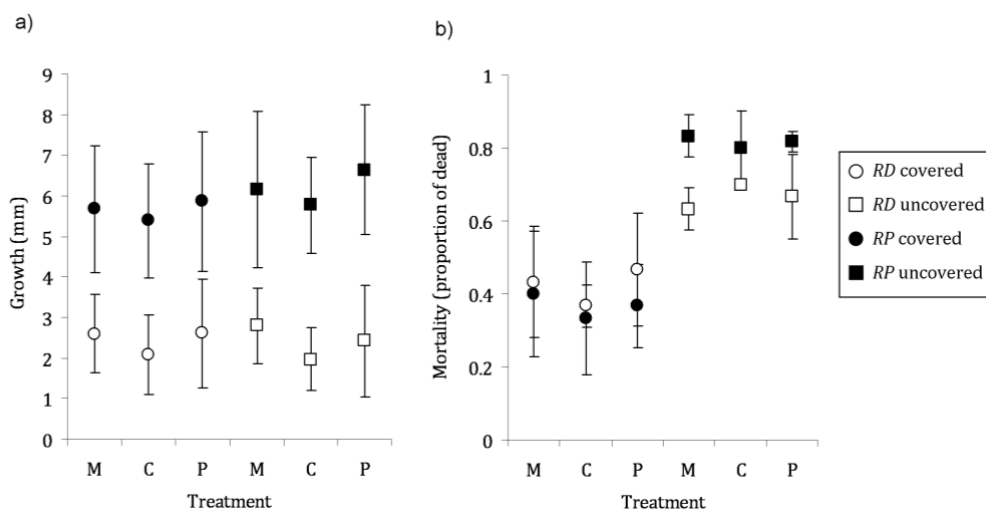 a)
Growth (mm)
9
8
7
6
5
4
3
2
1
0
M C P M C P
Treatment
b)
Mortality (proportion of dead)
1
0.8
0.6
0.4
0.2
0
M C P M C P
Treatment
RD covered
RD uncovered
RP covered
RP uncovered